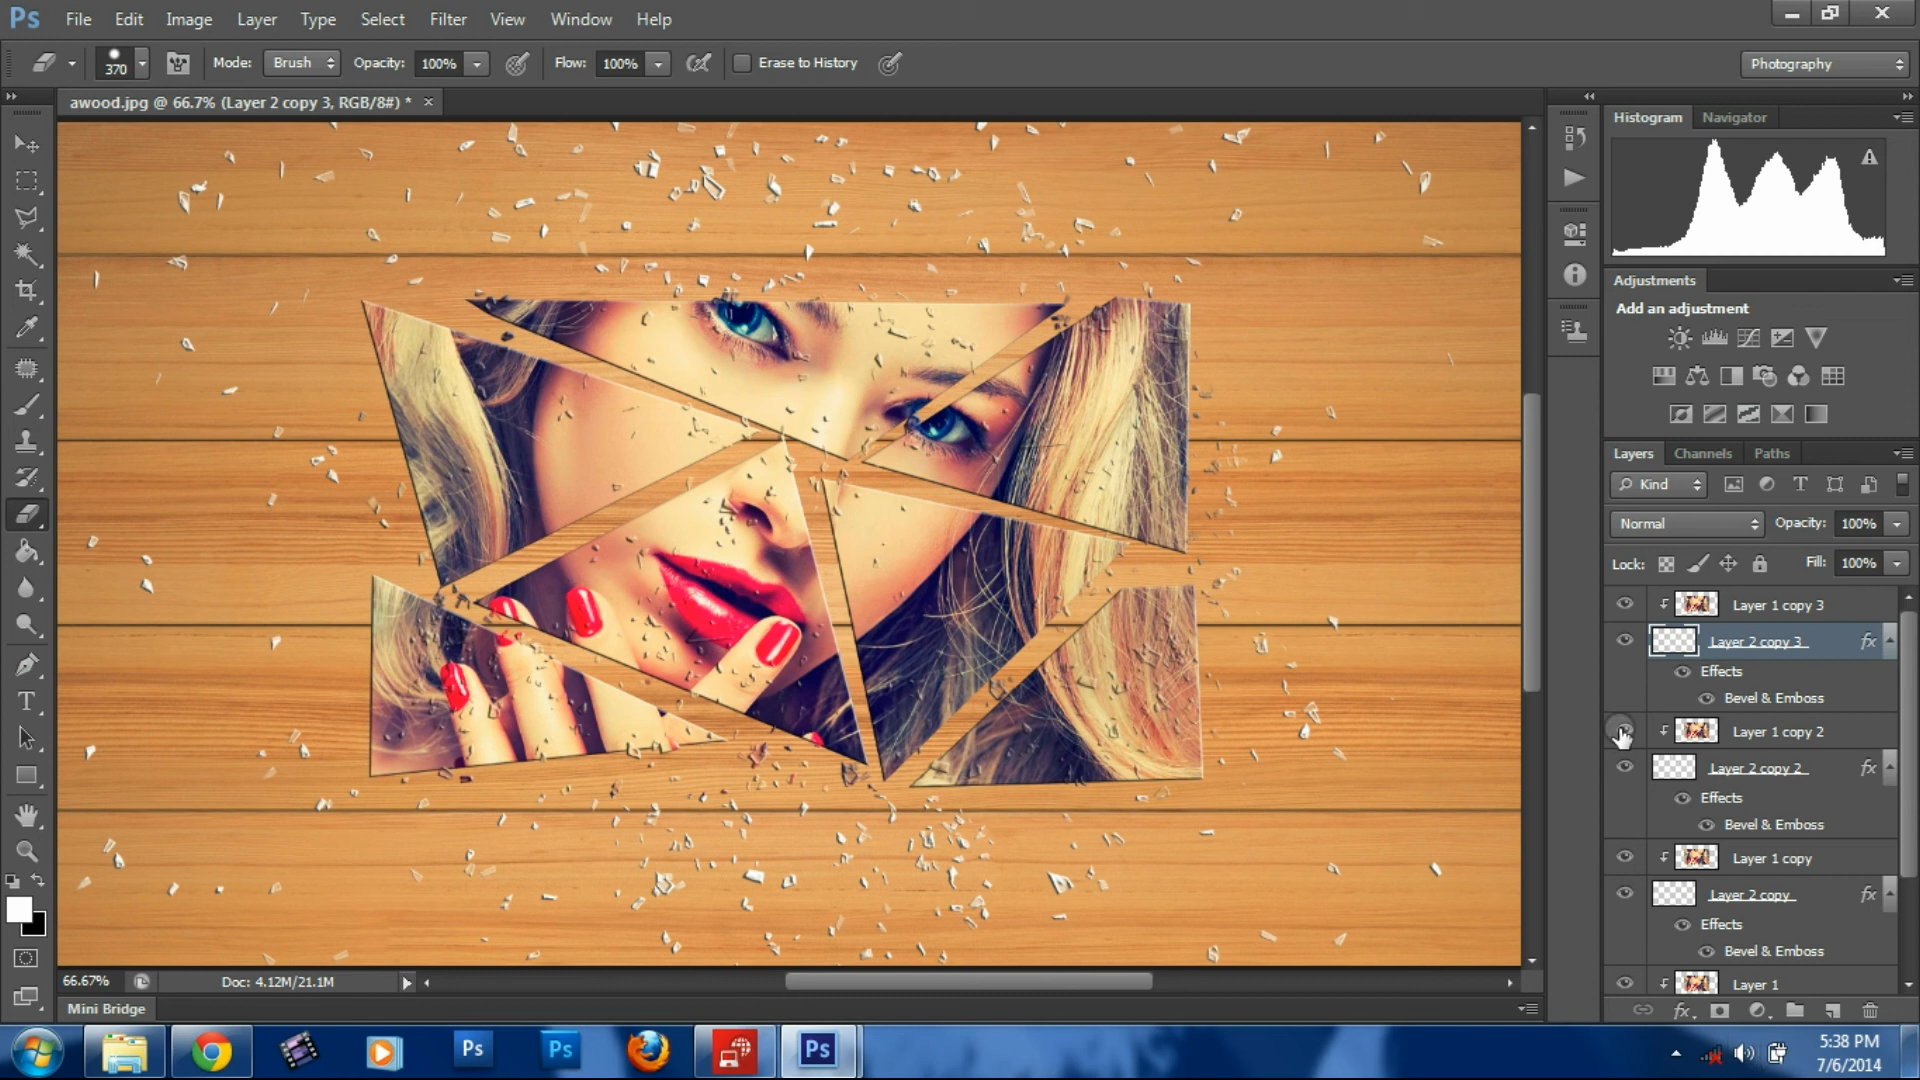 Ps File Edit Image Layer Type Select Filter View Window Help
370 Mode: Brush Opacity: 100% Flow: 100% Erase to History Photography
awood.jpg @ 66.7% (Layer 2 copy 3, RGB/8#) * ×
Histogram Navigator
Adjustments
Add an adjustment
Layers Channels Paths
Kind
Normal Opacity: 100%
Lock: Fill: 100%
Layer 1 copy 3
Layer 2 copy 3 fx
Effects
Bevel & Emboss
Layer 1 copy 2
Layer 2 copy 2 fx
Effects
Bevel & Emboss
Layer 1 copy
Layer 2 copy fx
Effects
Bevel & Emboss
Layer 1
66.67% Doc: 4.12M/21.1M
fx
Mini Bridge
Ps Ps Ps
5:38 PM
7/6/2014